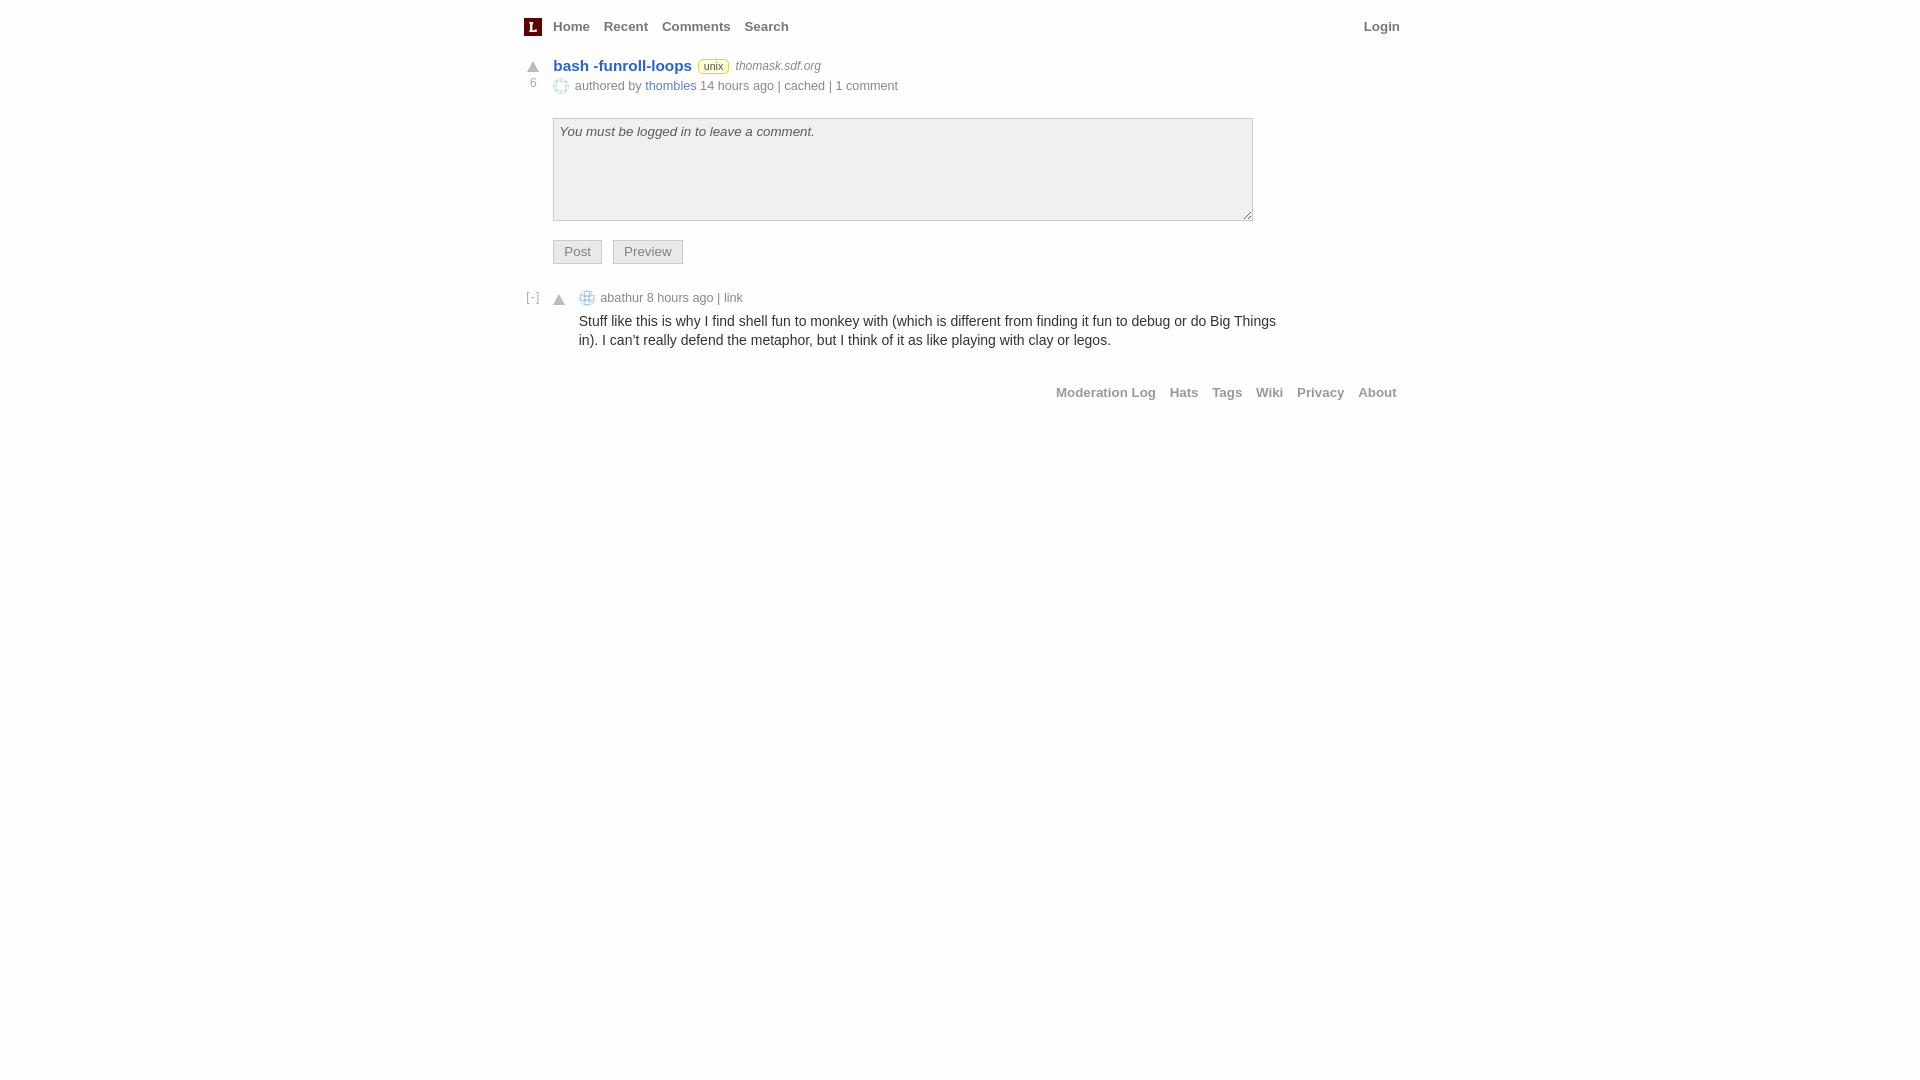 L Home Recent Comments Search Login
bash -funroll-loops unix thomask.sdf.org
6
authored by thombles 14 hours ago | cached | 1 comment
You must be logged in to leave a comment.
Post Preview
[-] abathur 8 hours ago | link
Stuff like this is why I find shell fun to monkey with (which is different from finding it fun to debug or do Big Things
in). I can’t really defend the metaphor, but I think of it as like playing with clay or legos.
Moderation Log Hats Tags Wiki Privacy About